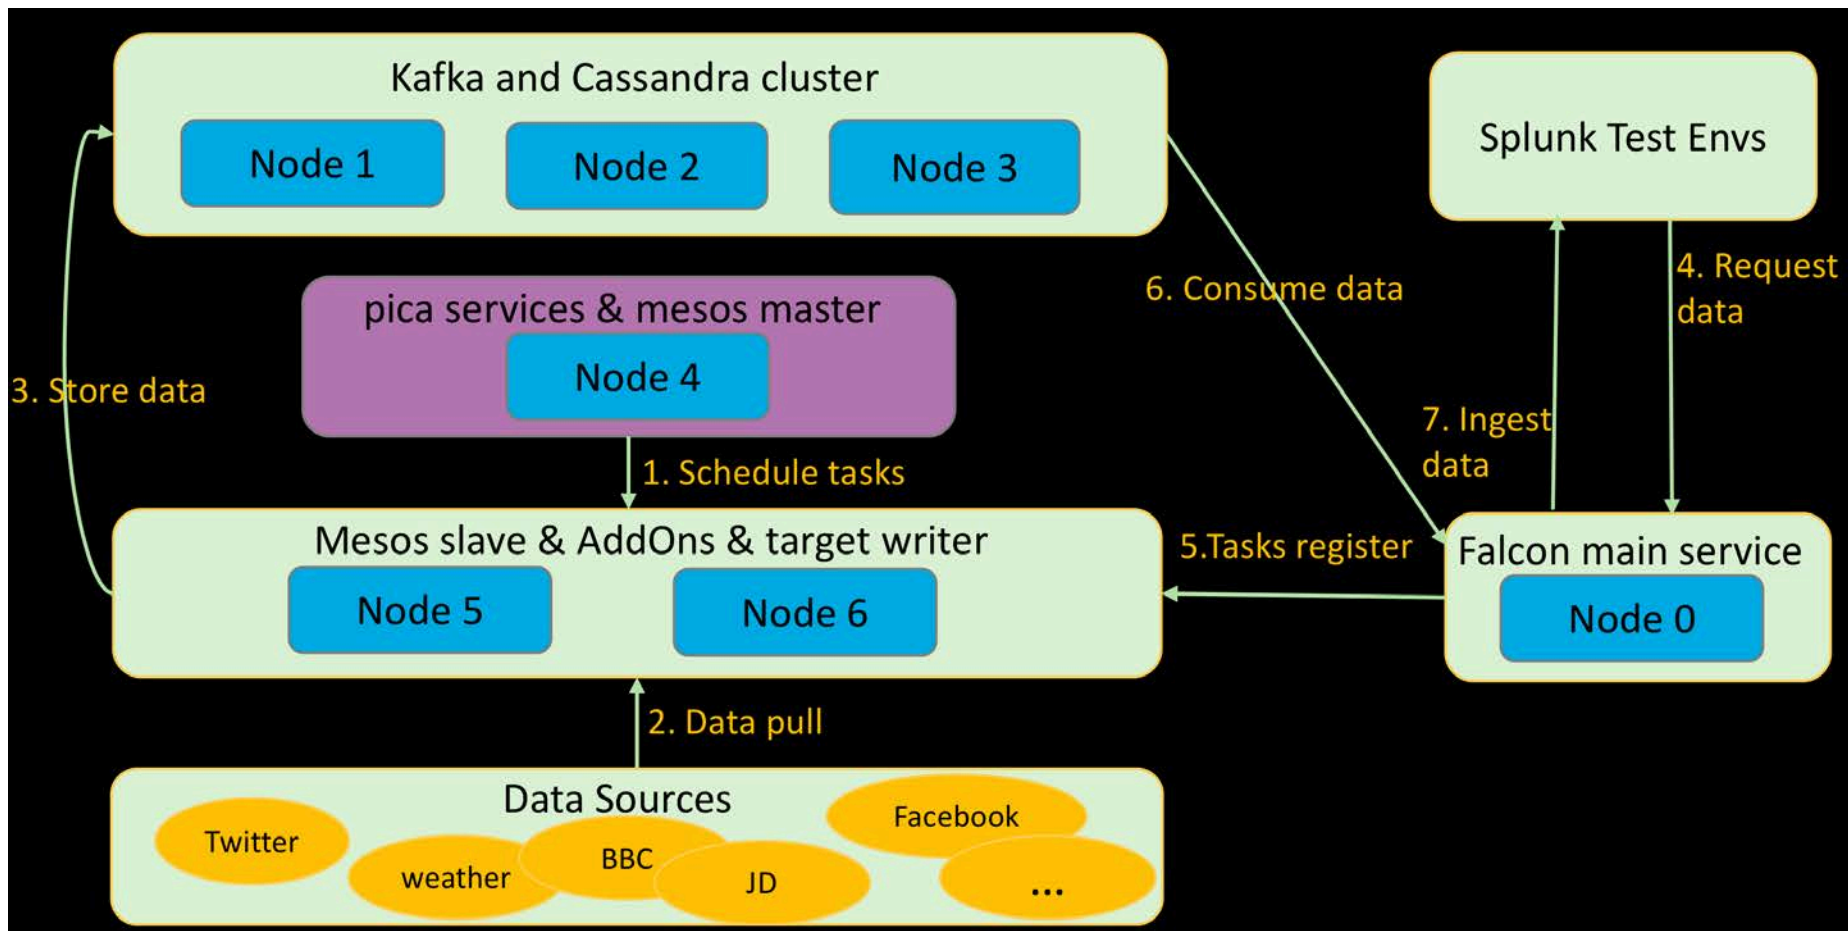 Kafka and Cassandra cluster
Node 1
Node 2
Node 3
Splunk Test Envs
pica services & mesos master
Node 4
6. Consume data
4. Request
data
3. Store data
1. Schedule tasks
7. Ingest
data
Mesos slave & AddOns & target writer
Node 5
Node 6
5.Tasks register
Falcon main service
Node 0
2. Data pull
Data Sources
Twitter
weather
BBC
JD
Facebook
...